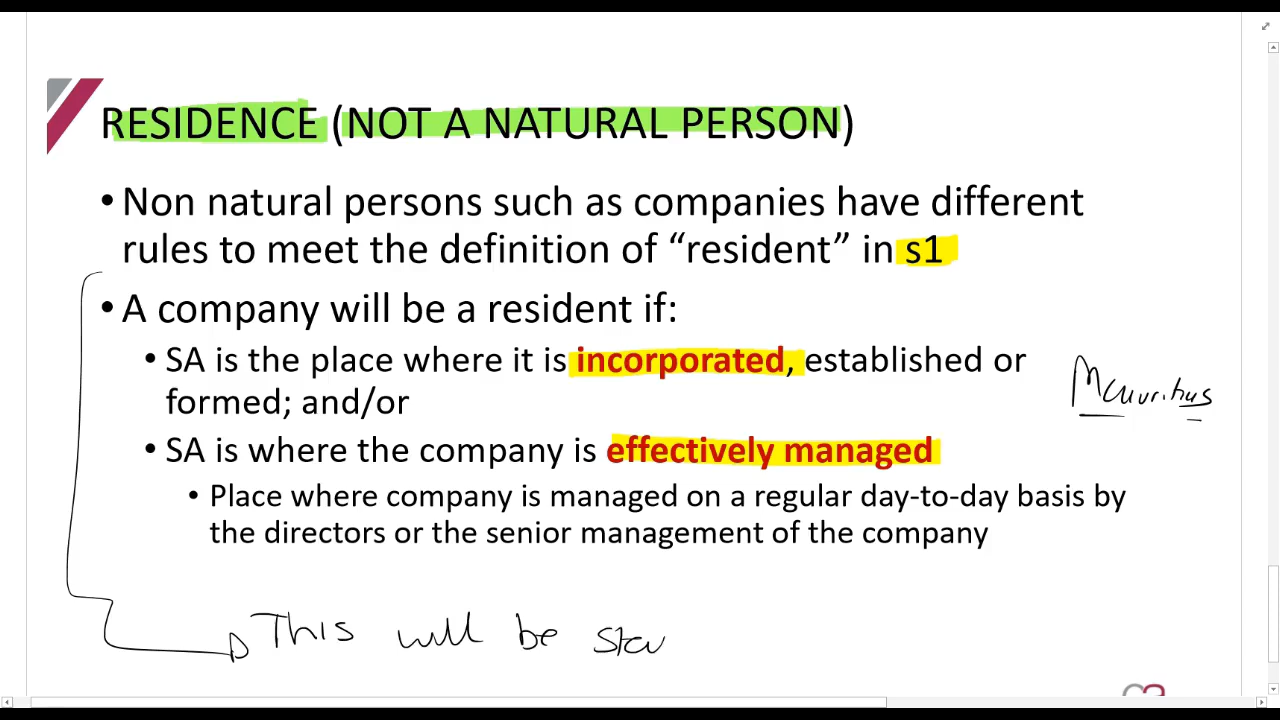 RESIDENCE (NOT A NATURAL PERSON)
• Non natural persons such as companies have different
rules to meet the definition of “resident” in s1
• A company will be a resident if:
• SA is the place where it is incorporated, established or
formed; and/or
Mauritius
• SA is where the company is effectively managed
• Place where company is managed on a regular day-to-day basis by
the directors or the senior management of the company
This will be